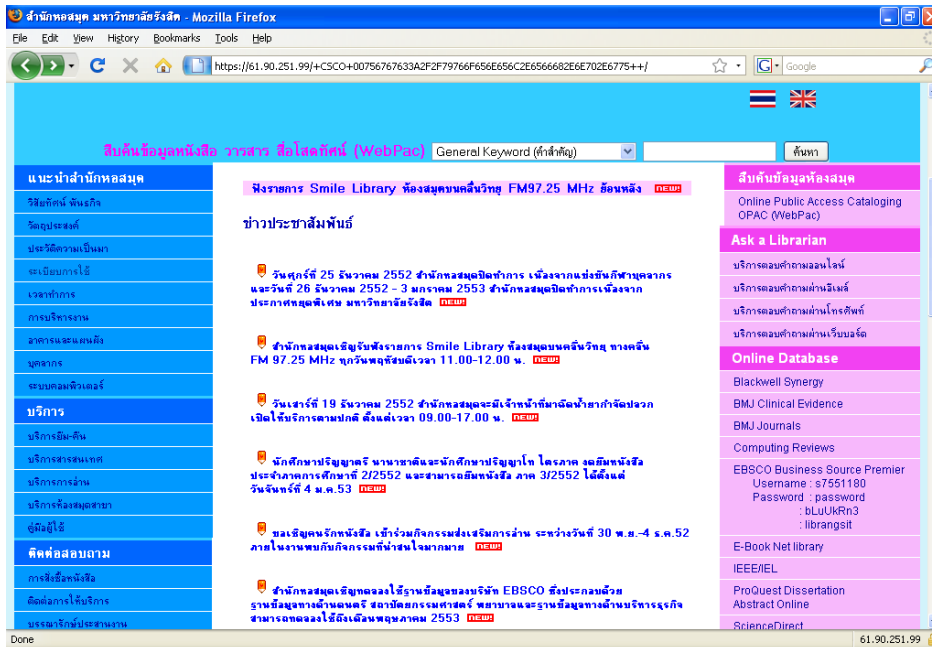 สำนักหอสมุด มหาวิทยาลัยรังสิต - Mozilla Firefox
File Edit View History Bookmarks Tools Help
https://61.90.251.99/+CSCO+00756767633A2F2F79766F656E656C2E6566682E6E702E6775++/
G Google
สืบค้นข้อมูลหนังสือ วารสาร สื่อโสตทัศน์ (WebPac) General Keyword (คำสำคัญ) ค้นหา
แนะนำสำนักหอสมุด
วิสัยทัศน์ พันธกิจ
วัตถุประสงค์
ประวัติความเป็นมา
ระเบียบการใช้
เวลาทำการ
การบริหารงาน
อาคารและแผนผัง
บุคลากร
ระบบคอมพิวเตอร์
บริการ
บริการยืม-คืน
บริการสารสนเทศ
บริการการอ่าน
บริการห้องสมุดสาขา
คู่มือผู้ใช้
ติดต่อสอบถาม
การสั่งซื้อหนังสือ
ติดต่อการให้บริการ
บรรณารักษ์ประสานงาน
ฟังรายการ Smile Library ห้องสมุดบนคลื่นวิทยุ FM97.25 MHz ย้อนหลัง NEW!
ข่าวประชาสัมพันธ์
วันศุกร์ที่ 25 ธันวาคม 2552 สำนักหอสมุดปิดทำการ เนื่องจากแข่งขันกีฬาบุคลากร
และวันที่ 26 ธันวาคม 2552 - 3 มกราคม 2553 สำนักหอสมุดปิดทำการเนื่องจาก
ประกาศหยุดพิเศษ มหาวิทยาลัยรังสิต NEW!
สำนักหอสมุดเชิญรับฟังรายการ Smile Library ห้องสมุดบนคลื่นวิทยุ ทางคลื่น
FM 97.25 MHz ทุกวันพฤหัสบดีเวลา 11.00-12.00 น. NEW!
วันเสาร์ที่ 19 ธันวาคม 2552 สำนักหอสมุดจะมีเจ้าหน้าที่มาฉีดน้ำยากำจัดปลวก
เปิดให้บริการตามปกติ ตั้งแต่เวลา 09.00-17.00 น. NEW!
นักศึกษาปริญญาตรี นานาชาติและนักศึกษาปริญญาโท ไตรภาค งดยืมหนังสือ
ประจำภาคการศึกษาที่ 2/2552 และสามารถยืมหนังสือ ภาค 3/2552 ได้ตั้งแต่
วันจันทร์ที่ 4 ม.ค.53 NEW!
ขอเชิญคนรักหนังสือ เข้าร่วมกิจกรรมส่งเสริมการอ่าน ระหว่างวันที่ 30 พ.ย.-4 ธ.ค.52
ภายในงานพบกับกิจกรรมที่น่าสนใจมากมาย NEW!
สำนักหอสมุดเชิญทดลองใช้ฐานข้อมูลของบริษัท EBSCO ซึ่งประกอบด้วย
ฐานข้อมูลทางด้านดนตรี สถาปัตยกรรมศาสตร์ พยาบาลและฐานข้อมูลทางด้านบริหารธุรกิจ
สามารถทดลองใช้ถึงเดือนพฤษภาคม 2553 NEW!
สืบค้นข้อมูลห้องสมุด
Online Public Access Cataloging
OPAC (WebPac)
Ask a Librarian
บริการตอบคำถามออนไลน์
บริการตอบคำถามผ่านอีเมล์
บริการตอบคำถามผ่านโทรศัพท์
บริการตอบคำถามผ่านเว็บบอร์ด
Online Database
Blackwell Synergy
BMJ Clinical Evidence
BMJ Journals
Computing Reviews
EBSCO Business Source Premier
Username : s7551180
Password : password
: bLuUkRn3
: librangsit
E-Book Net library
IEEE/IEL
ProQuest Dissertation
Abstract Online
ScienceDirect
Done 61.90.251.99